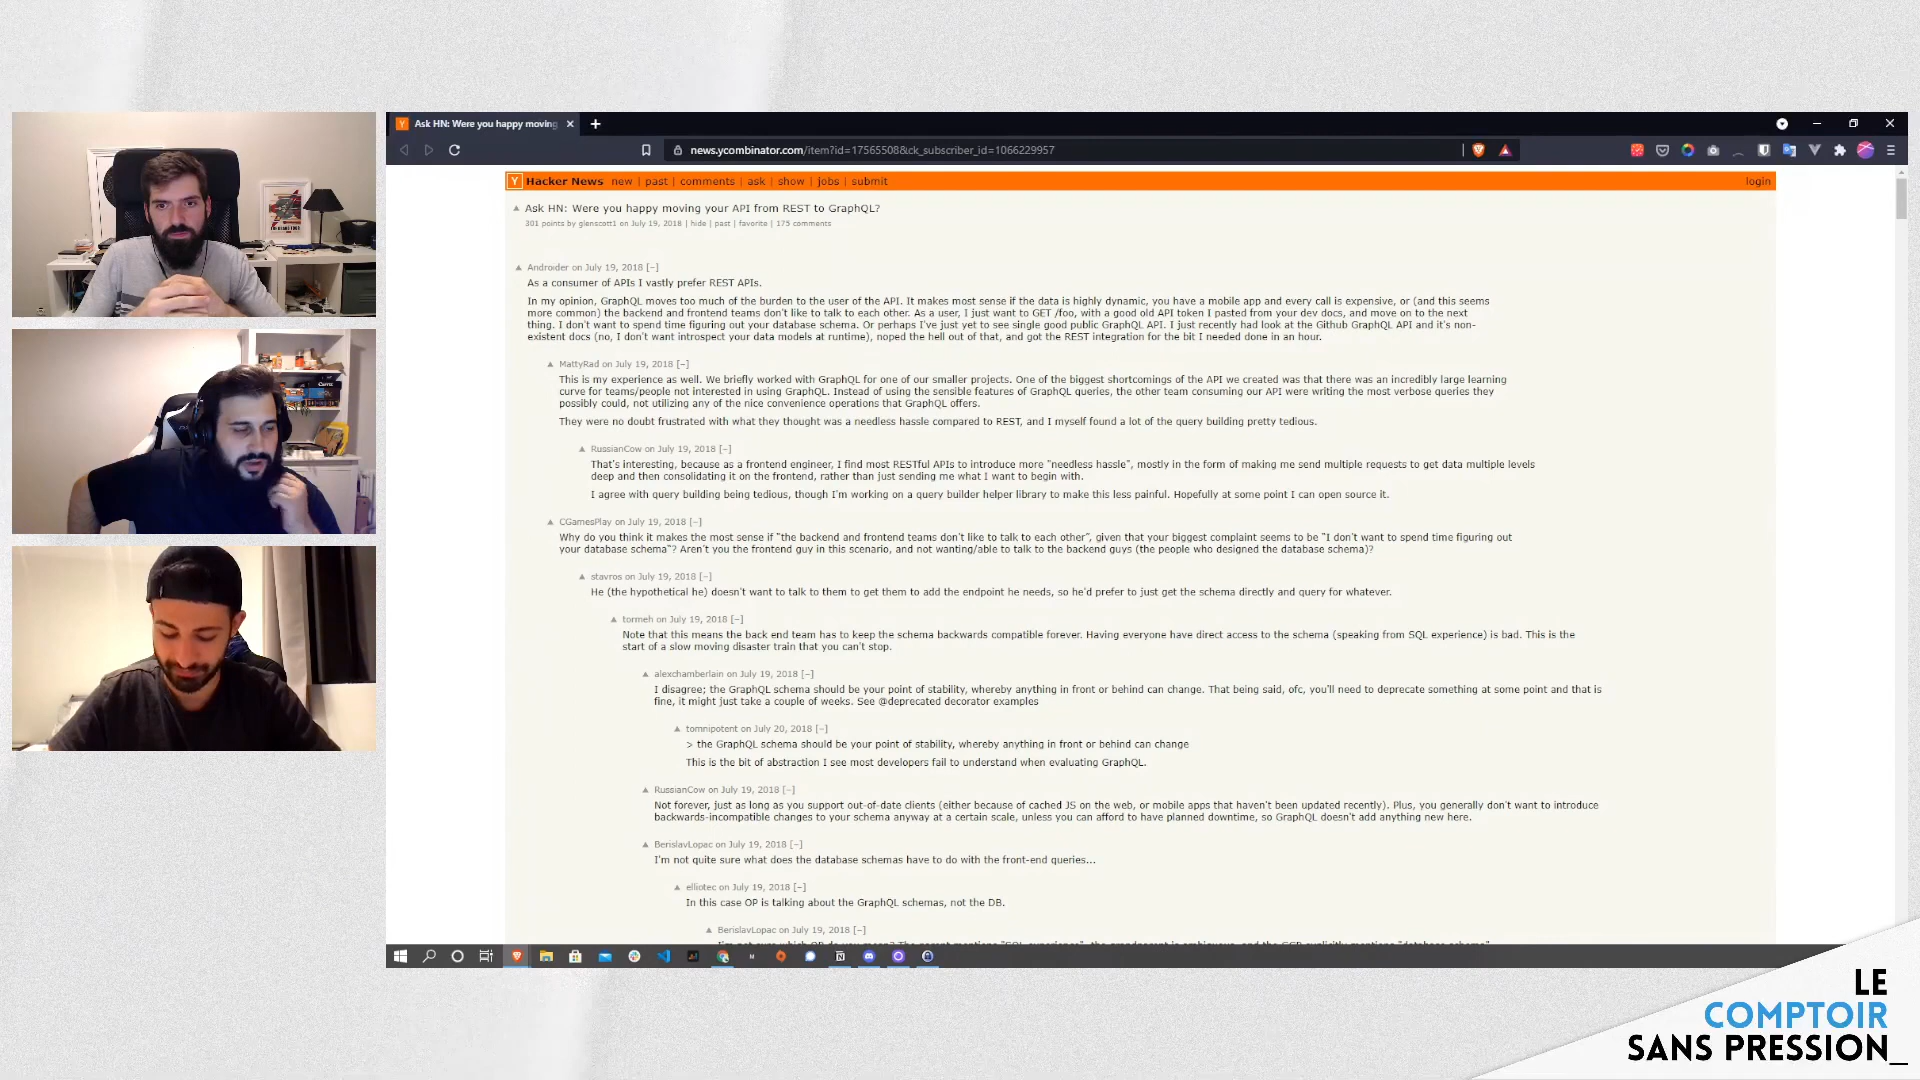 Ask HN: Were you happy moving
news.ycombinator.com/item?id=17565508&ck_subscriber_id=1066229957
Y Hacker News new | past | comments | ask | show | jobs | submit login
Ask HN: Were you happy moving your API from REST to GraphQL?
301 points by glenscott1 on July 19, 2018 | hide | past | favorite | 175 comments
Androider on July 19, 2018 [–]
As a consumer of APIs I vastly prefer REST APIs.
In my opinion, GraphQL moves too much of the burden to the user of the API. It makes most sense if the data is highly dynamic, you have a mobile app and every call is expensive, or (and this seems
more common) the backend and frontend teams don't like to talk to each other. As a user, I just want to GET /foo, with a good old API token I pasted from your dev docs, and move on to the next
thing. I don't want to spend time figuring out your database schema. Or perhaps I've just yet to see single good public GraphQL API. I just recently had look at the Github GraphQL API and it's non-
existent docs (no, I don't want introspect your data models at runtime), noped the hell out of that, and got the REST integration for the bit I needed done in an hour.
MattyRad on July 19, 2018 [–]
This is my experience as well. We briefly worked with GraphQL for one of our smaller projects. One of the biggest shortcomings of the API we created was that there was an incredibly large learning
curve for teams/people not interested in using GraphQL. Instead of using the sensible features of GraphQL queries, the other team consuming our API were writing the most verbose queries they
possibly could, not utilizing any of the nice convenience operations that GraphQL offers.
They were no doubt frustrated with what they thought was a needless hassle compared to REST, and I myself found a lot of the query building pretty tedious.
RussianCow on July 19, 2018 [–]
That's interesting, because as a frontend engineer, I find most RESTful APIs to introduce more "needless hassle", mostly in the form of making me send multiple requests to get data multiple levels
deep and then consolidating it on the frontend, rather than just sending me what I want to begin with.
I agree with query building being tedious, though I'm working on a query builder helper library to make this less painful. Hopefully at some point I can open source it.
CGamesPlay on July 19, 2018 [–]
Why do you think it makes the most sense if "the backend and frontend teams don't like to talk to each other", given that your biggest complaint seems to be "I don't want to spend time figuring out
your database schema"? Aren't you the frontend guy in this scenario, and not wanting/able to talk to the backend guys (the people who designed the database schema)?
stavros on July 19, 2018 [–]
He (the hypothetical he) doesn't want to talk to them to get them to add the endpoint he needs, so he'd prefer to just get the schema directly and query for whatever.
tormeh on July 19, 2018 [–]
Note that this means the back end team has to keep the schema backwards compatible forever. Having everyone have direct access to the schema (speaking from SQL experience) is bad. This is the
start of a slow moving disaster train that you can't stop.
alexchamberlain on July 19, 2018 [–]
I disagree; the GraphQL schema should be your point of stability, whereby anything in front or behind can change. That being said, ofc, you'll need to deprecate something at some point and that is
fine, it might just take a couple of weeks. See @deprecated decorator examples
tomnipotent on July 20, 2018 [–]
> the GraphQL schema should be your point of stability, whereby anything in front or behind can change
This is the bit of abstraction I see most developers fail to understand when evaluating GraphQL.
RussianCow on July 19, 2018 [–]
Not forever, just as long as you support out-of-date clients (either because of cached JS on the web, or mobile apps that haven't been updated recently). Plus, you generally don't want to introduce
backwards-incompatible changes to your schema anyway at a certain scale, unless you can afford to have planned downtime, so GraphQL doesn't add anything new here.
BerislavLopac on July 19, 2018 [–]
I'm not quite sure what does the database schemas have to do with the front-end queries...
elliotec on July 19, 2018 [–]
In this case OP is talking about the GraphQL schemas, not the DB.
BerislavLopac on July 19, 2018 [–]
LE
COMPTOIR
SANS PRESSION_